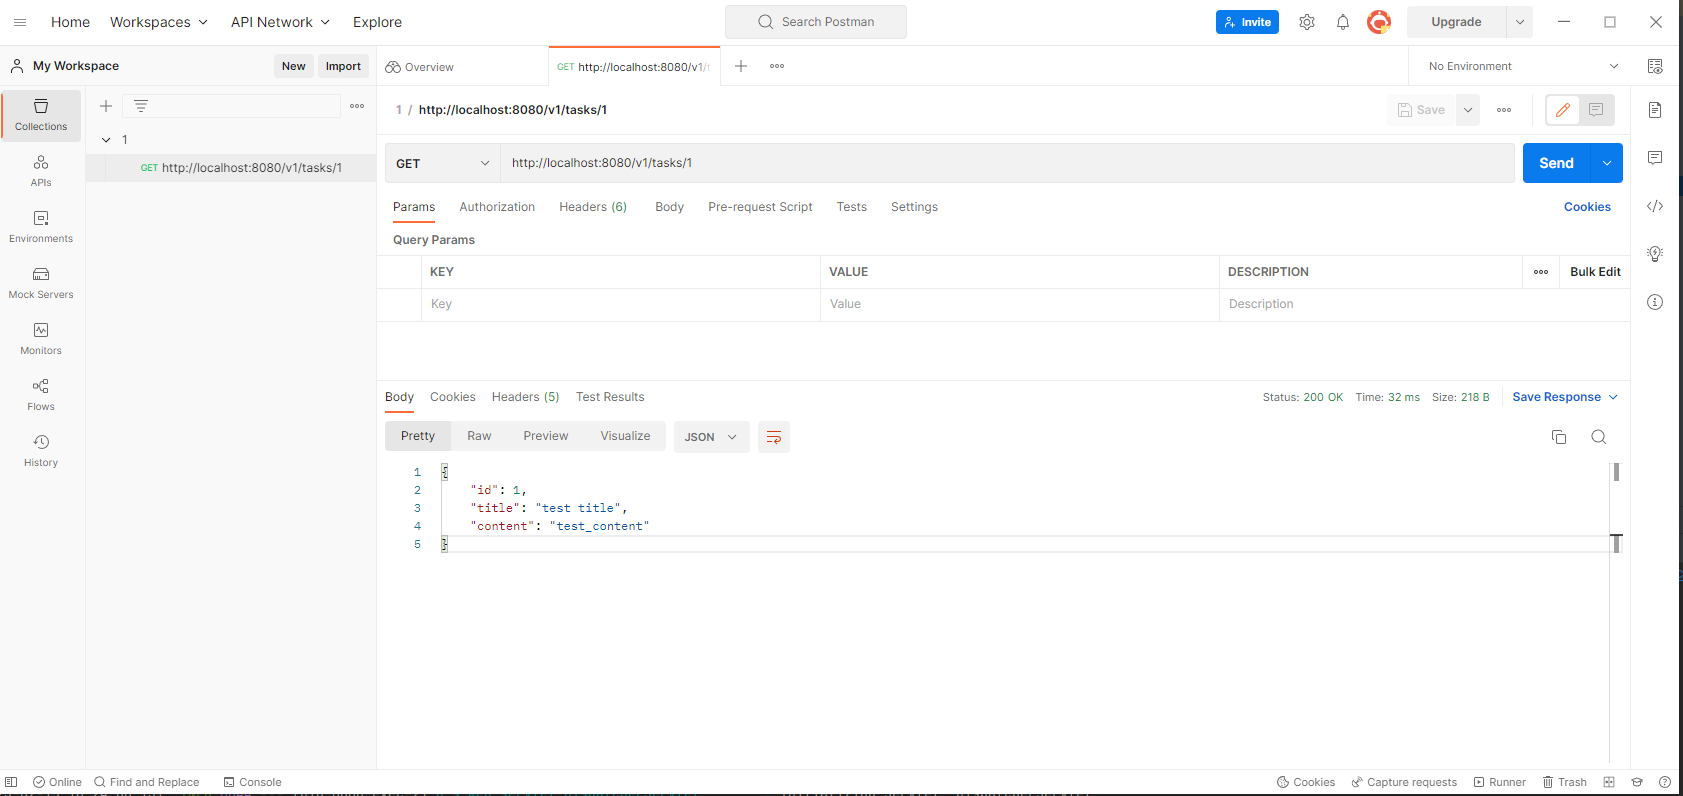 Home Workspaces API Network Explore Search Postman Invite Upgrade
My Workspace New Import Overview GET http://localhost:8080/v1/ No Environment
Collections
APIs
Environments
Mock Servers
Monitors
Flows
History
1
GET http://localhost:8080/v1/tasks/1
1 / http://localhost:8080/v1/tasks/1 Save
GET http://localhost:8080/v1/tasks/1 Send
Params Authorization Headers (6) Body Pre-request Script Tests Settings Cookies
Query Params
KEY VALUE DESCRIPTION Bulk Edit
Key Value Description
Body Cookies Headers (5) Test Results Status: 200 OK Time: 32 ms Size: 218 B Save Response
Pretty Raw Preview Visualize JSON
1 {
2 "id": 1,
3 "title": "test title",
4 "content": "test_content"
5 }
Online Find and Replace Console Cookies Capture requests Runner Trash